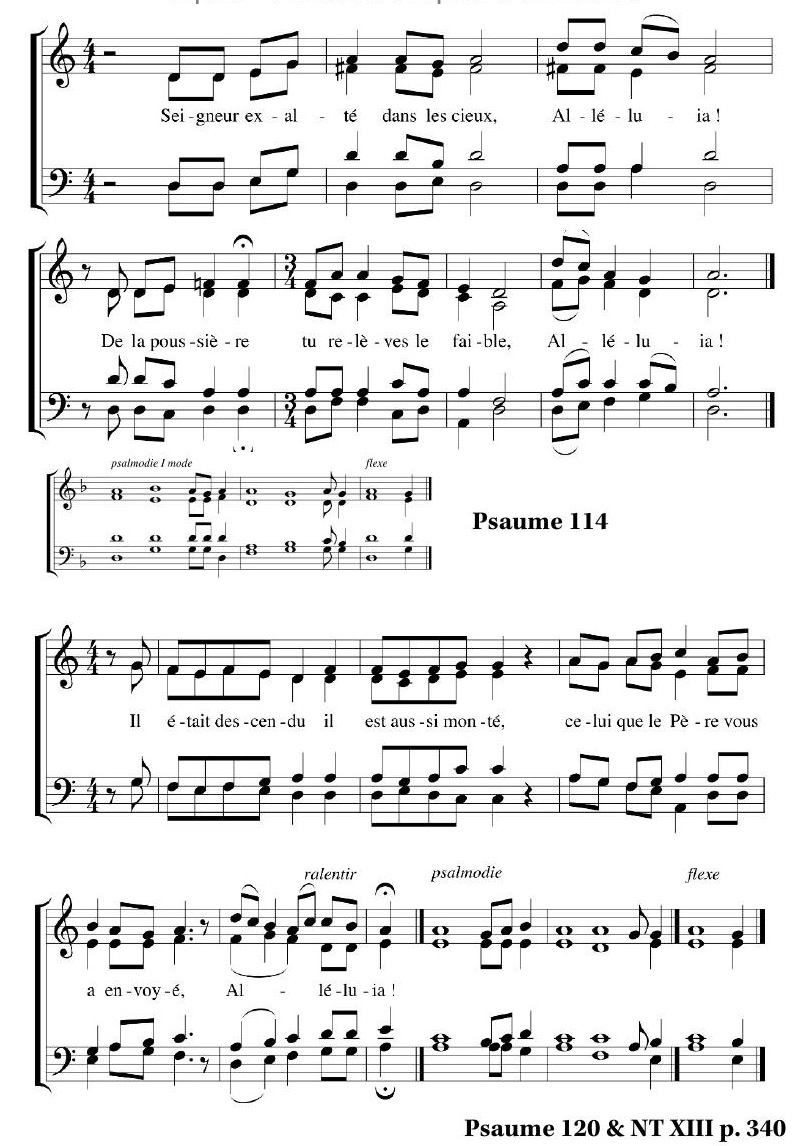 Sei - gneur ex - al - té dans les cieux, Al - lé - lu - ia !
De la pous - siè - re tu re - lè - ves le fai - ble, Al - lé - lu - ia !
psalmodie I mode flexe
Psaume 114
Il é - tait des - cen - du il est aus - si mon - té, ce - lui que le Pè - re vous
ralentir psalmodie flexe
a en - voy - é, Al - lé - lu - ia !
Psaume 120 & NT XIII p. 340